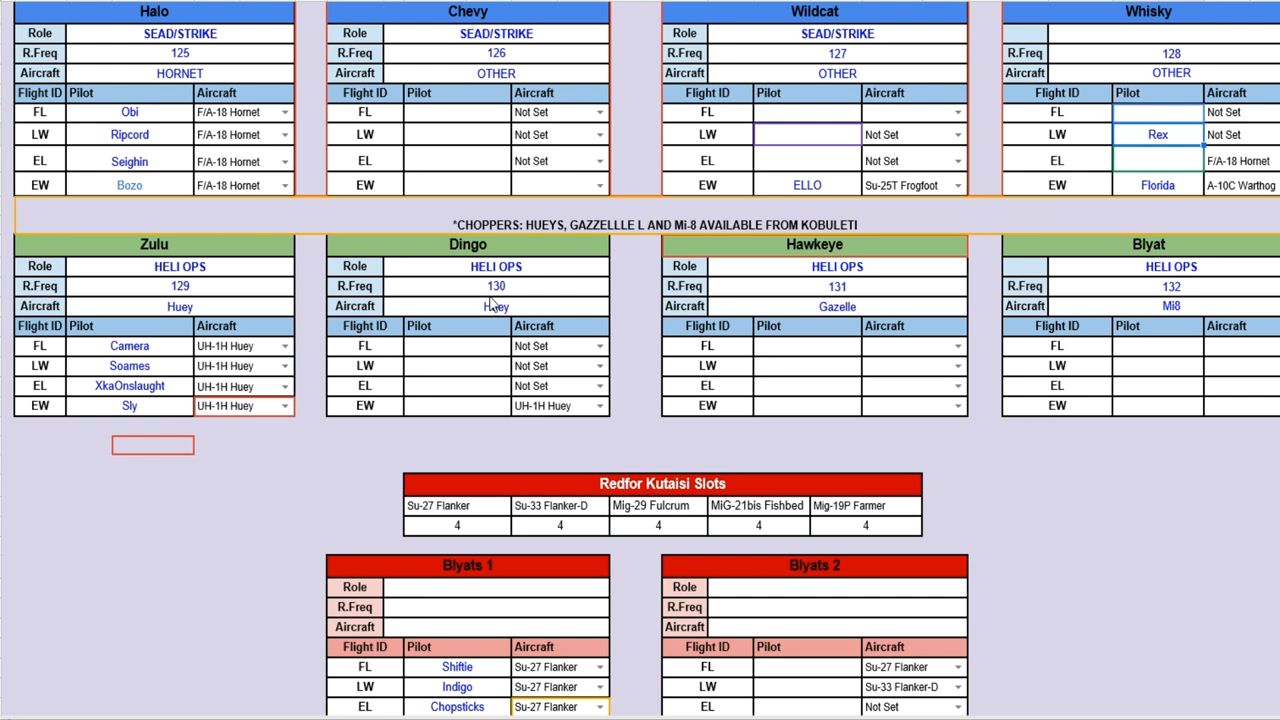 Halo Chevy Wildcat Whisky
Role SEAD/STRIKE Role SEAD/STRIKE Role SEAD/STRIKE
R.Freq 125 R.Freq 126 R.Freq 127 R.Freq 128
Aircraft HORNET Aircraft OTHER Aircraft OTHER Aircraft OTHER
Flight ID Pilot Aircraft Flight ID Pilot Aircraft Flight ID Pilot Aircraft Flight ID Pilot Aircraft
FL Obi F/A-18 Hornet FL Not Set FL FL Not Set
LW Ripcord F/A-18 Hornet LW Not Set LW Not Set LW Rex Not Set
EL Seighin F/A-18 Hornet EL Not Set EL Not Set EL F/A-18 Hornet
EW Bozo F/A-18 Hornet EW EW ELLO Su-25T Frogfoot EW Florida A-10C Warthog
*CHOPPERS: HUEYS, GAZZELLLE L AND Mi-8 AVAILABLE FROM KOBULETI
Zulu Dingo Hawkeye Blyat
Role HELI OPS Role HELI OPS Role HELI OPS HELI OPS
R.Freq 129 R.Freq 130 R.Freq 131 R.Freq 132
Aircraft Huey Aircraft Huey Aircraft Gazelle Aircraft Mi8
Flight ID Pilot Aircraft Flight ID Pilot Aircraft Flight ID Pilot Aircraft Flight ID Pilot Aircraft
FL Camera UH-1H Huey FL Not Set FL FL
LW Soames UH-1H Huey LW Not Set LW LW
EL XkaOnslaught UH-1H Huey EL Not Set EL EL
EW Sly UH-1H Huey EW UH-1H Huey EW EW
Redfor Kutaisi Slots
Su-27 Flanker Su-33 Flanker-D Mig-29 Fulcrum MiG-21bis Fishbed Mig-19P Farmer
4 4 4 4 4
Blyats 1 Blyats 2
Role Role
R.Freq R.Freq
Aircraft Aircraft
Flight ID Pilot Aircraft Flight ID Pilot Aircraft
FL Shiftie Su-27 Flanker FL Su-27 Flanker
LW Indigo Su-27 Flanker LW Su-33 Flanker-D
EL Chopsticks Su-27 Flanker EL Not Set